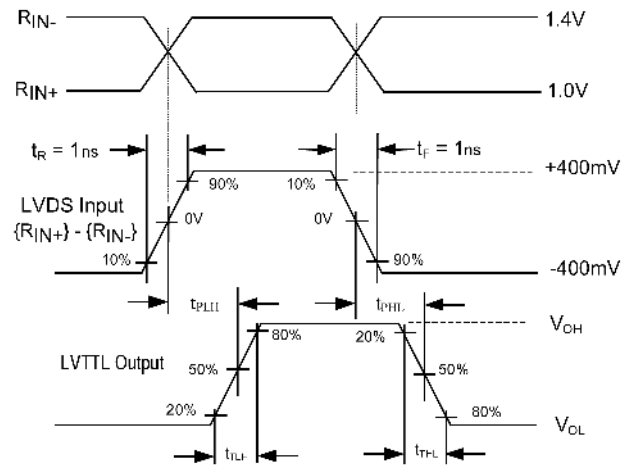 RIN-
1.4V
RIN+
1.0V
tR = 1ns
tF = 1ns
+400mV
90%
10%
LVDS Input
{RIN+} - {RIN-}
0V
0V
10%
90%
-400mV
tPLH
tPHL
VOH
80%
20%
LVTTL Output
50%
50%
20%
80%
VOL
tTHL